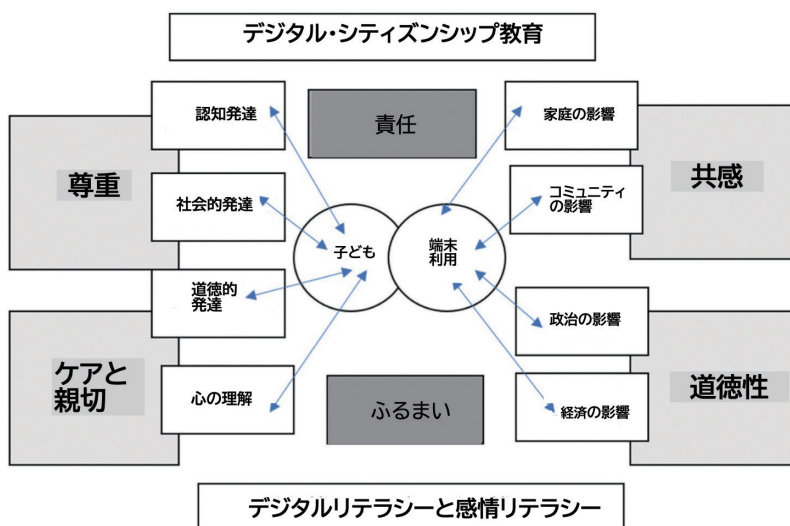 デジタル・シティズンシップ教育
認知発達
責任
家庭の影響
尊重
共感
社会的発達
コミュニティ
の影響
子ども
端末
利用
道徳的
発達
政治の影響
ケアと
親切
心の理解
ふるまい
経済の影響
道徳性
デジタルリテラシーと感情リテラシー